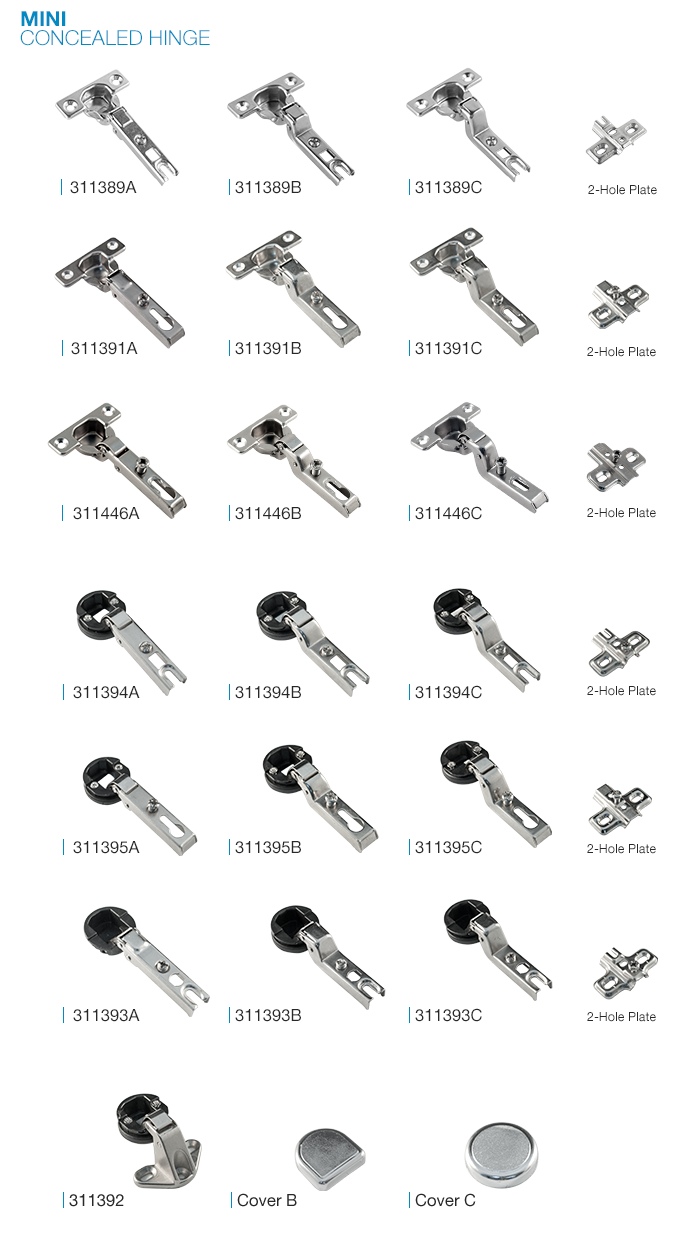 MINI
CONCEALED HINGE
311389A
311389B
311389C
2-Hole Plate
311391A
311391B
311391C
2-Hole Plate
311446A
311446B
311446C
2-Hole Plate
311394A
311394B
311394C
2-Hole Plate
311395A
311395B
311395C
2-Hole Plate
311393A
311393B
311393C
2-Hole Plate
311392
Cover B
Cover C